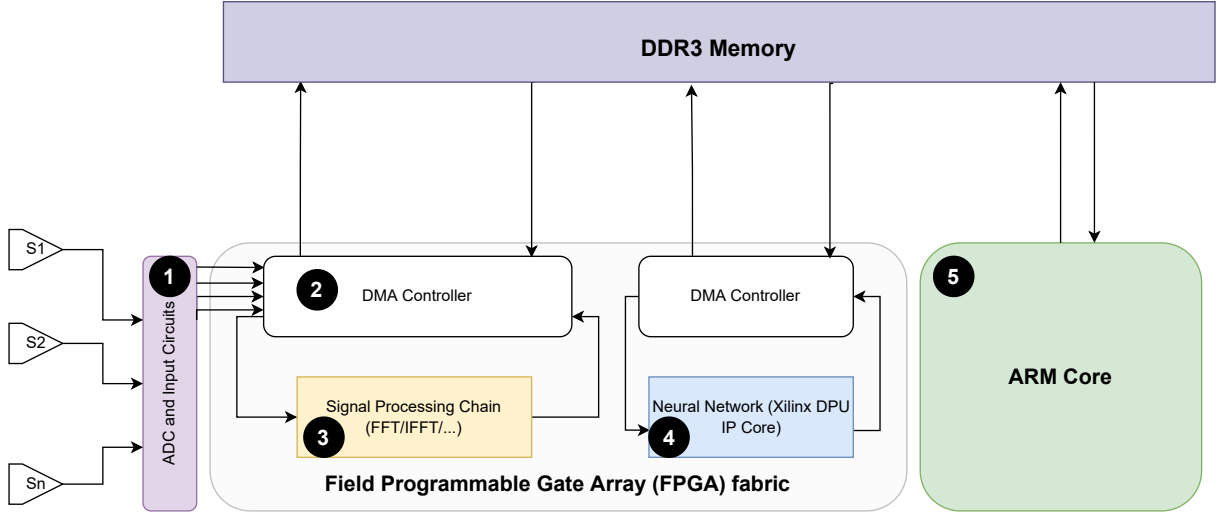 DDR3 Memory
S1
S2
Sn
1
ADC and Input Circuits
2
DMA Controller
DMA Controller
Signal Processing Chain
(FFT/IFFT/...)
3
Neural Network (Xilinx DPU
IP Core)
4
Field Programmable Gate Array (FPGA) fabric
5
ARM Core